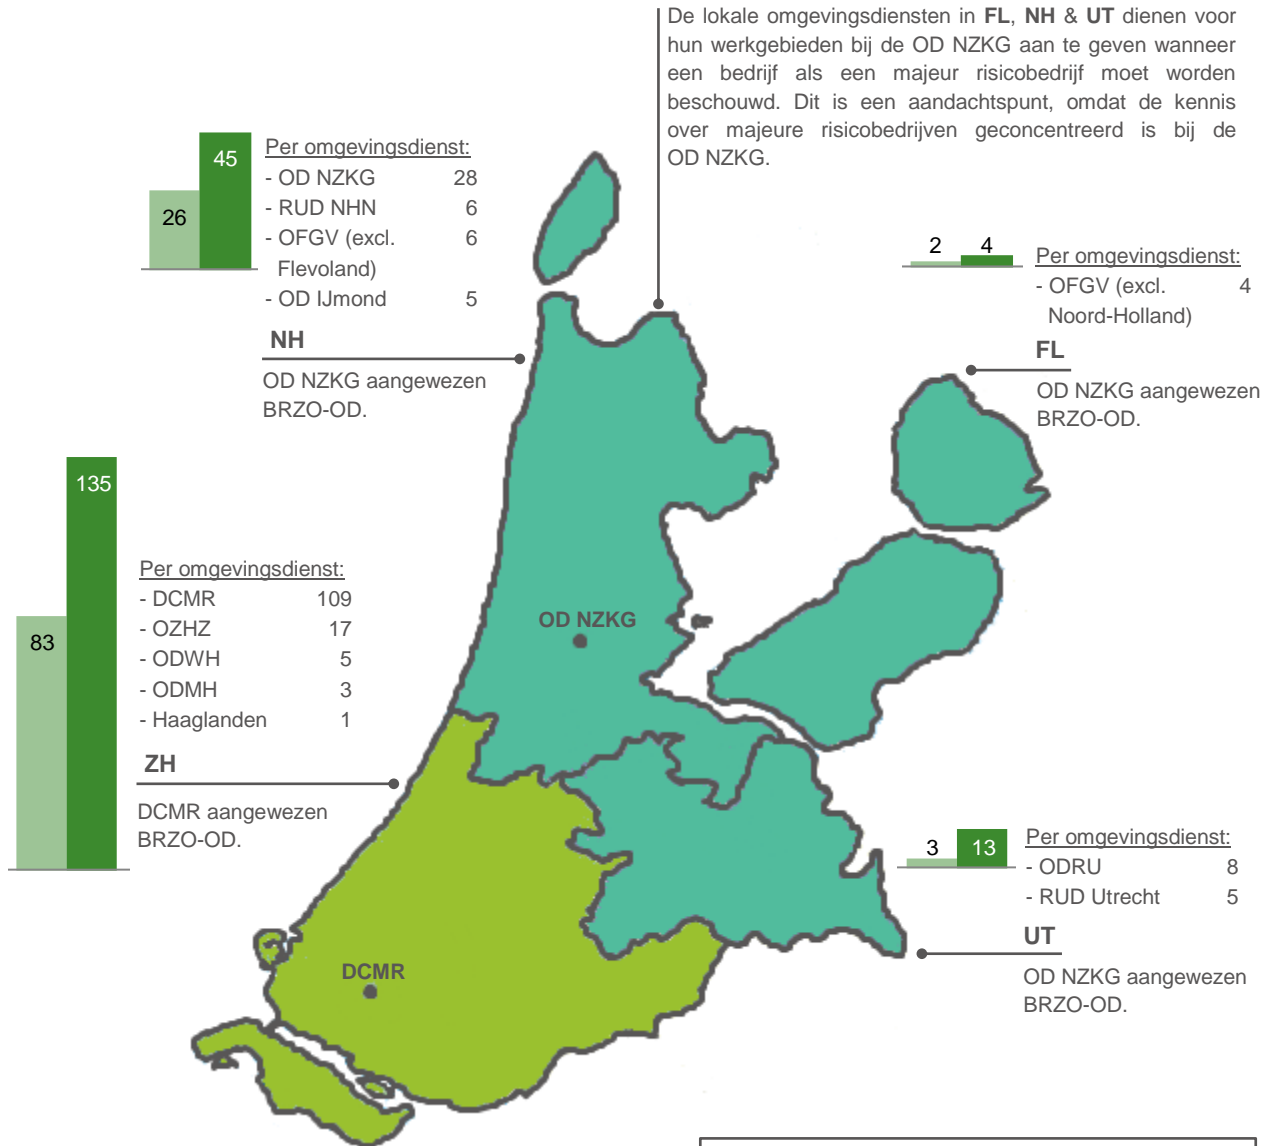 De lokale omgevingsdiensten in FL, NH & UT dienen voor
hun werkgebieden bij de OD NZKG aan te geven wanneer
een bedrijf als een majeur risicobedrijf moet worden
beschouwd. Dit is een aandachtspunt, omdat de kennis
over majeure risicobedrijven geconcentreerd is bij de
OD NZKG.
26
45
Per omgevingsdienst:
- OD NZKG 28
- RUD NHN 6
- OFGV (excl. 6
Flevoland)
- OD IJmond 5
NH
OD NZKG aangewezen
BRZO-OD.
2
4
Per omgevingsdienst:
- OFGV (excl. 4
Noord-Holland)
FL
OD NZKG aangewezen
BRZO-OD.
83
135
Per omgevingsdienst:
- DCMR 109
- OZHZ 17
- ODWH 5
- ODMH 3
- Haaglanden 1
ZH
DCMR aangewezen
BRZO-OD.
OD NZKG
DCMR
3
13
Per omgevingsdienst:
- ODRU 8
- RUD Utrecht 5
UT
OD NZKG aangewezen
BRZO-OD.